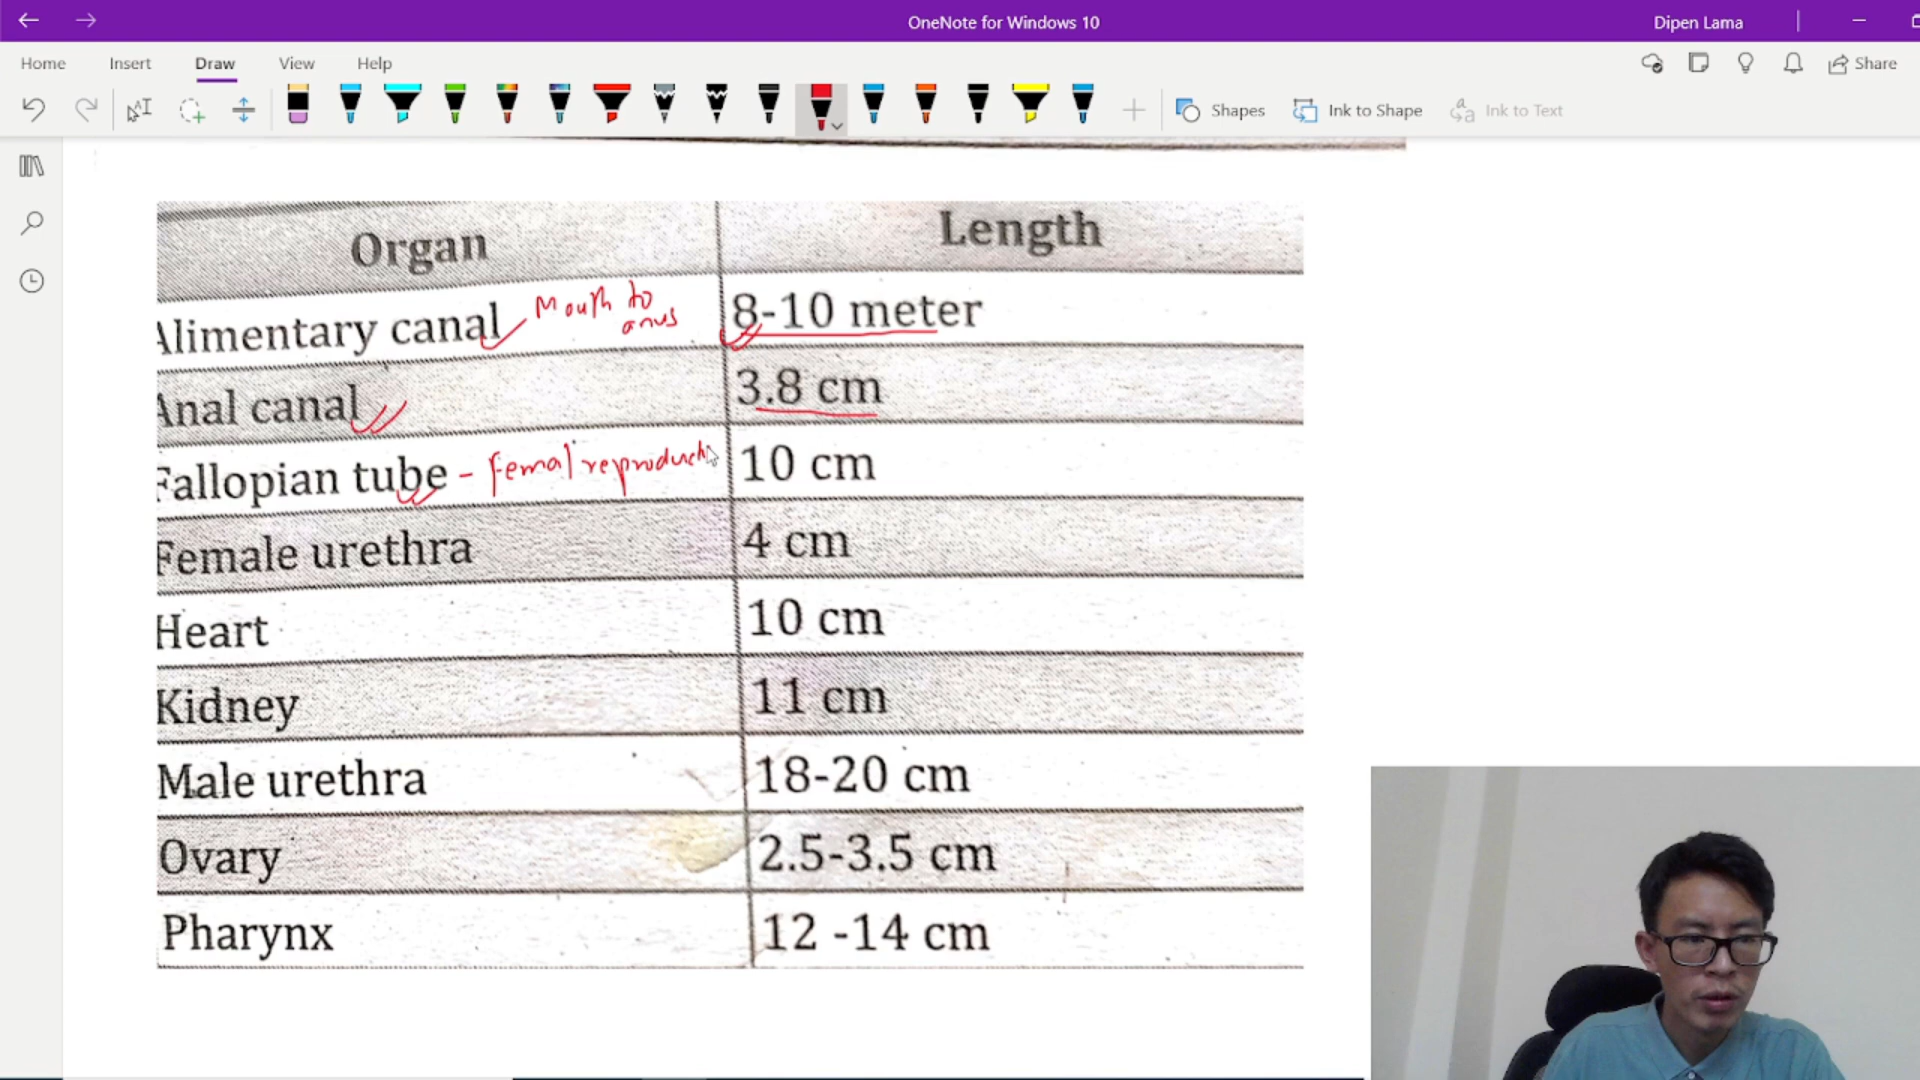 OneNote for Windows 10
Dipen Lama
Home Insert Draw View Help
Share
Shapes Ink to Shape Ink to Text
Organ Length
Alimentary canal Mouth to anus 8-10 meter
Anal canal 3.8 cm
Fallopian tube - femal reproducti 10 cm
Female urethra 4 cm
Heart 10 cm
Kidney 11 cm
Male urethra 18-20 cm
Ovary 2.5-3.5 cm
Pharynx 12 -14 cm